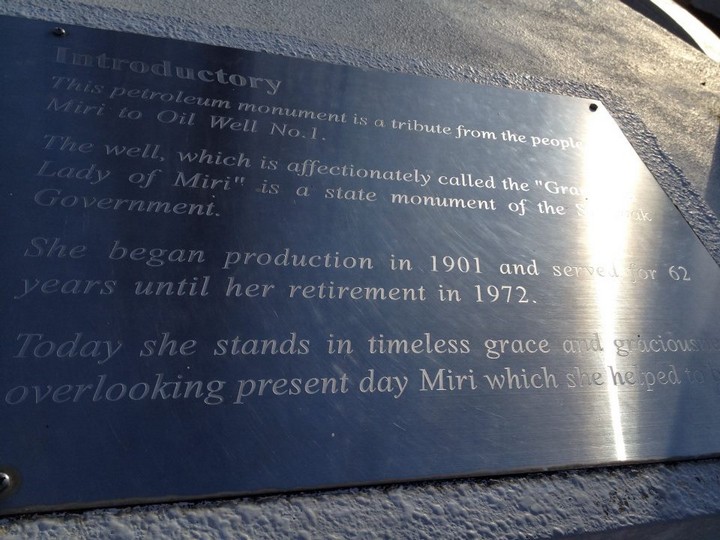 Introductory
This petroleum monument is a tribute from the people
Miri to Oil Well No.1.
The well, which is affectionately called the
Lady of Miri" is a state monument of the
Government.
She began production in 1901 and served for 62
years until her retirement in 1972.
Today she stands in timeless grace and
overlooking present day Miri which she helped to